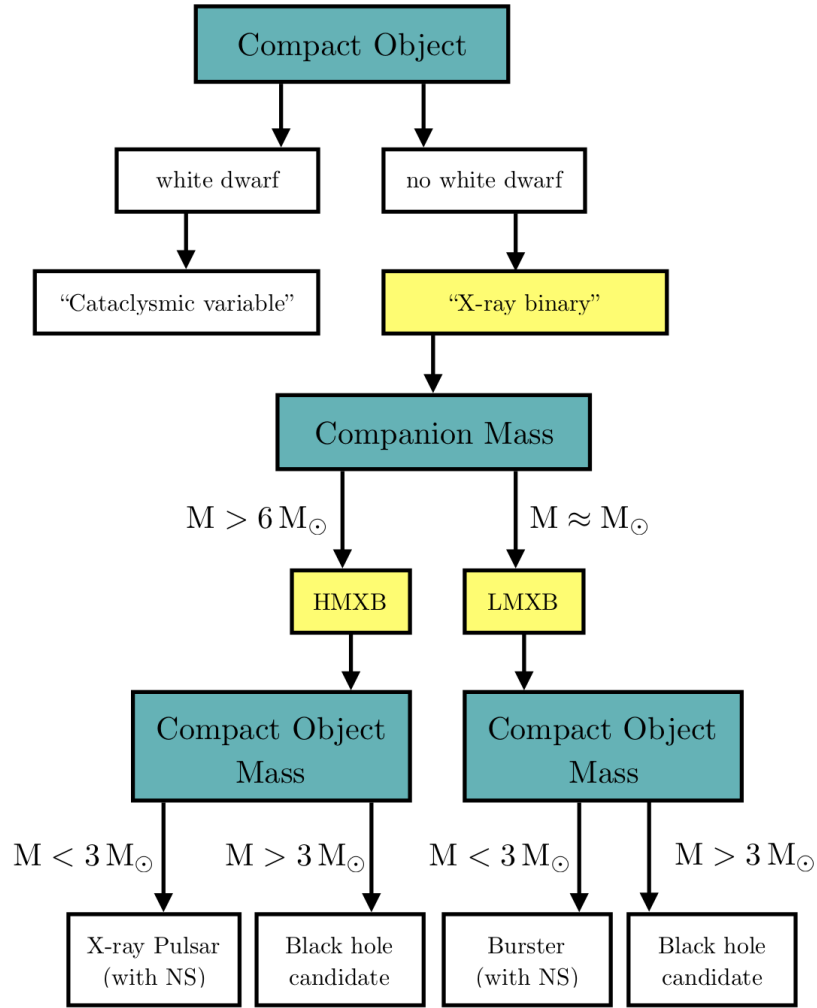 Compact Object
white dwarf
no white dwarf
“Cataclysmic variable”
“X-ray binary”
Companion Mass
M > 6 M☉
M ≈ M☉
HMXB
LMXB
Compact Object
Mass
Compact Object
Mass
M < 3 M☉
M > 3 M☉
M < 3 M☉
M > 3 M☉
X-ray Pulsar
(with NS)
Black hole
candidate
Burster
(with NS)
Black hole
candidate